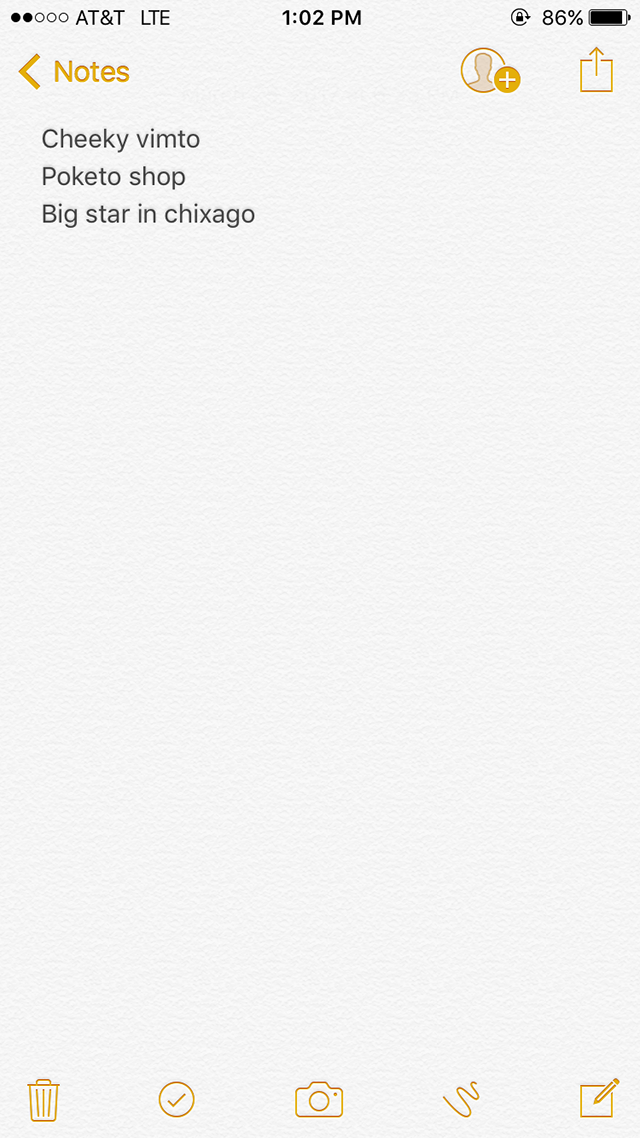 AT&T LTE 1:02 PM 86%
Notes
Cheeky vimto
Poketo shop
Big star in chixago